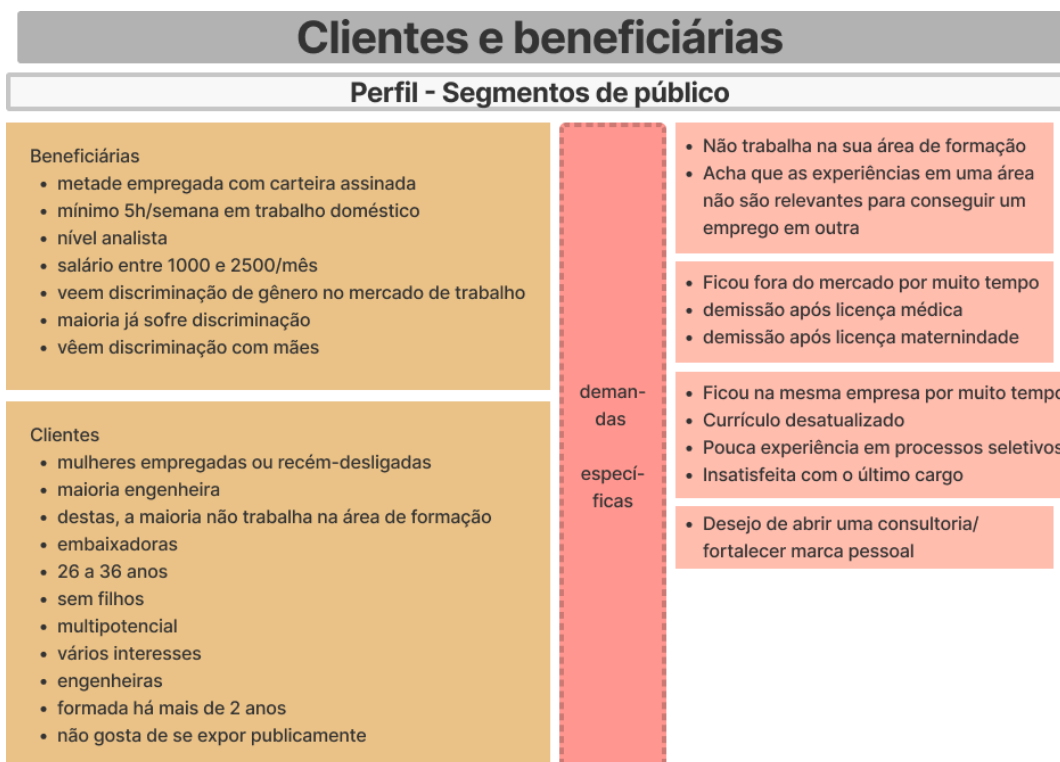 Clientes e beneficiárias
Perfil - Segmentos de público
Beneficiárias
• metade empregada com carteira assinada
• mínimo 5h/semana em trabalho doméstico
• nível analista
• salário entre 1000 e 2500/mês
• veem discriminação de gênero no mercado de trabalho
• maioria já sofre discriminação
• vêem discriminação com mães
Clientes
• mulheres empregadas ou recém-desligadas
• maioria engenheira
• destas, a maioria não trabalha na área de formação
• embaixadoras
• 26 a 36 anos
• sem filhos
• multipotencial
• vários interesses
• engenheiras
• formada há mais de 2 anos
• não gosta de se expor publicamente
deman-
das
especí-
ficas
• Não trabalha na sua área de formação
• Acha que as experiências em uma área
não são relevantes para conseguir um
emprego em outra
• Ficou fora do mercado por muito tempo
• demissão após licença médica
• demissão após licença maternindade
• Ficou na mesma empresa por muito tempo
• Currículo desatualizado
• Pouca experiência em processos seletivos
• Insatisfeita com o último cargo
• Desejo de abrir uma consultoria/
fortalecer marca pessoal